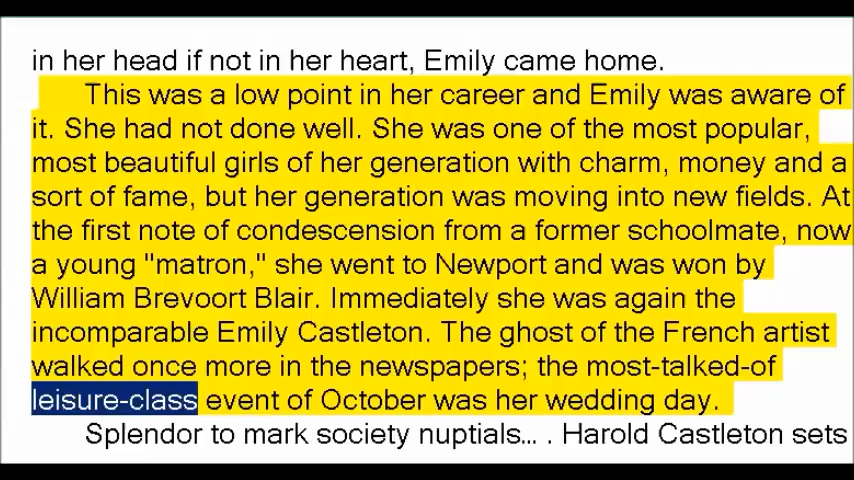 in her head if not in her heart, Emily came home.
This was a low point in her career and Emily was aware of
it. She had not done well. She was one of the most popular,
most beautiful girls of her generation with charm, money and a
sort of fame, but her generation was moving into new fields. At
the first note of condescension from a former schoolmate, now
a young "matron," she went to Newport and was won by
William Brevoort Blair. Immediately she was again the
incomparable Emily Castleton. The ghost of the French artist
walked once more in the newspapers; the most-talked-of
leisure-class event of October was her wedding day.
Splendor to mark society nuptials... . Harold Castleton sets